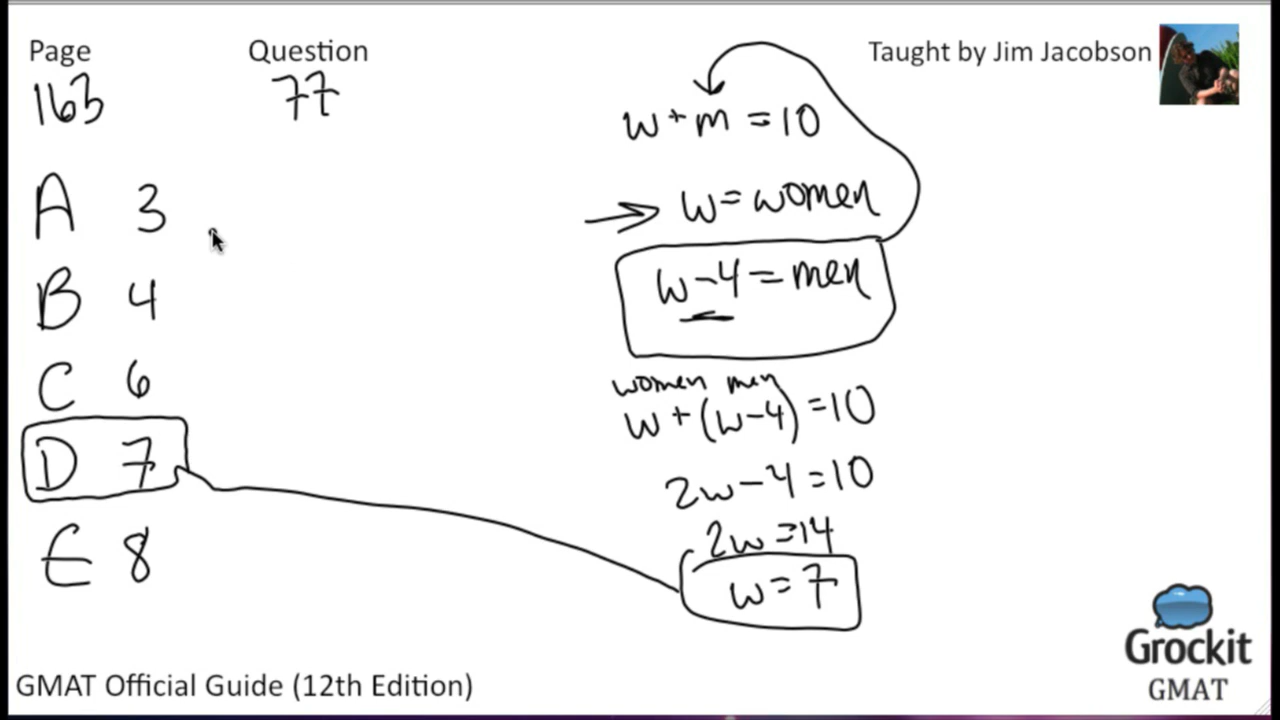 Page Question
163 77
Taught by Jim Jacobson
A 3
B 4
C 6
D 7
E 8
w + m = 10
w = women
w - 4 = men
women men
w + (w-4) = 10
2w - 4 = 10
2w = 14
w = 7
GMAT Official Guide (12th Edition)
Grockit
GMAT